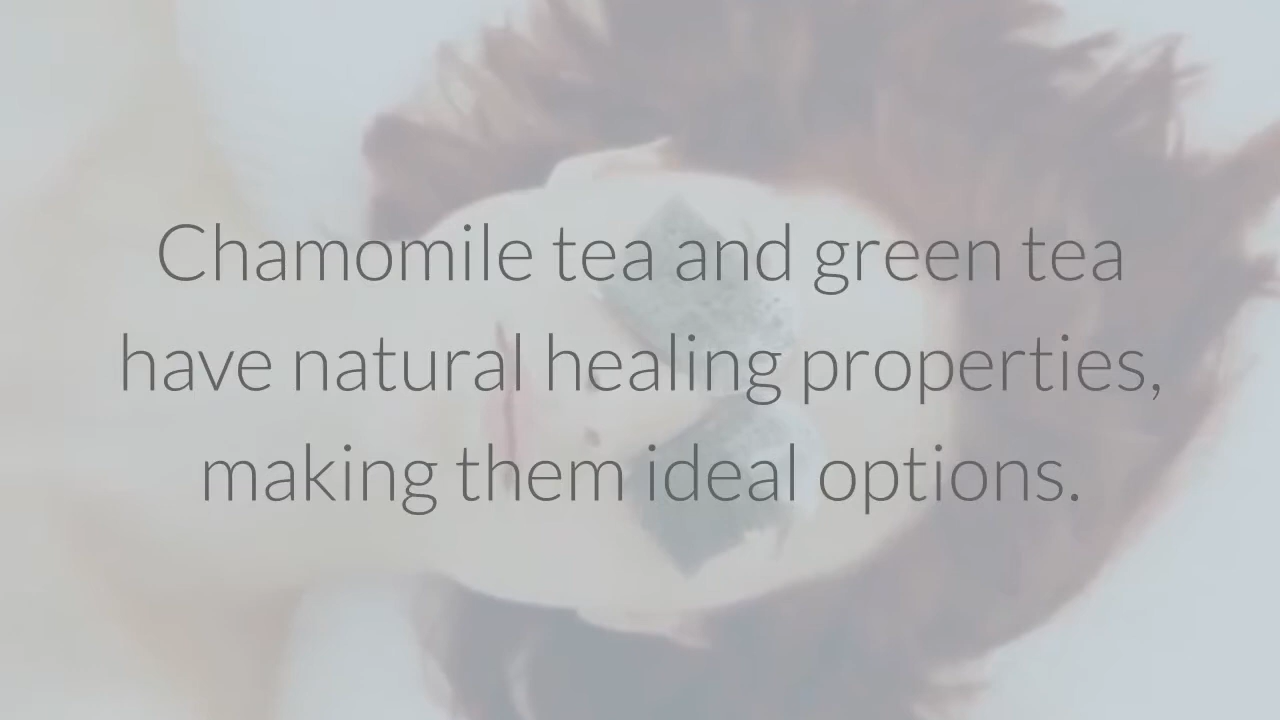 Chamomile tea and green tea
have natural healing properties,
making them ideal options.